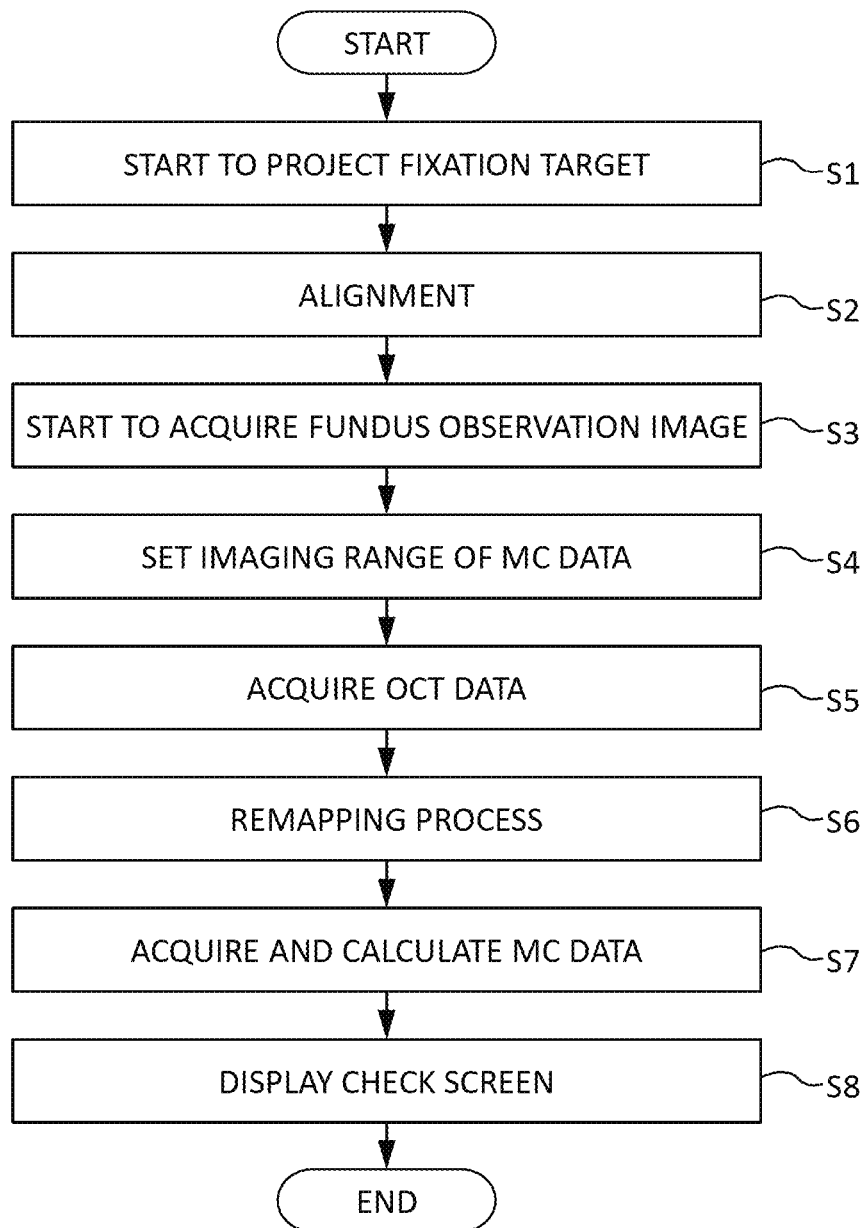 START
START TO PROJECT FIXATION TARGET
S1
ALIGNMENT
S2
START TO ACQUIRE FUNDUS OBSERVATION IMAGE
S3
SET IMAGING RANGE OF MC DATA
S4
ACQUIRE OCT DATA
S5
REMAPPING PROCESS
S6
ACQUIRE AND CALCULATE MC DATA
S7
DISPLAY CHECK SCREEN
S8
END